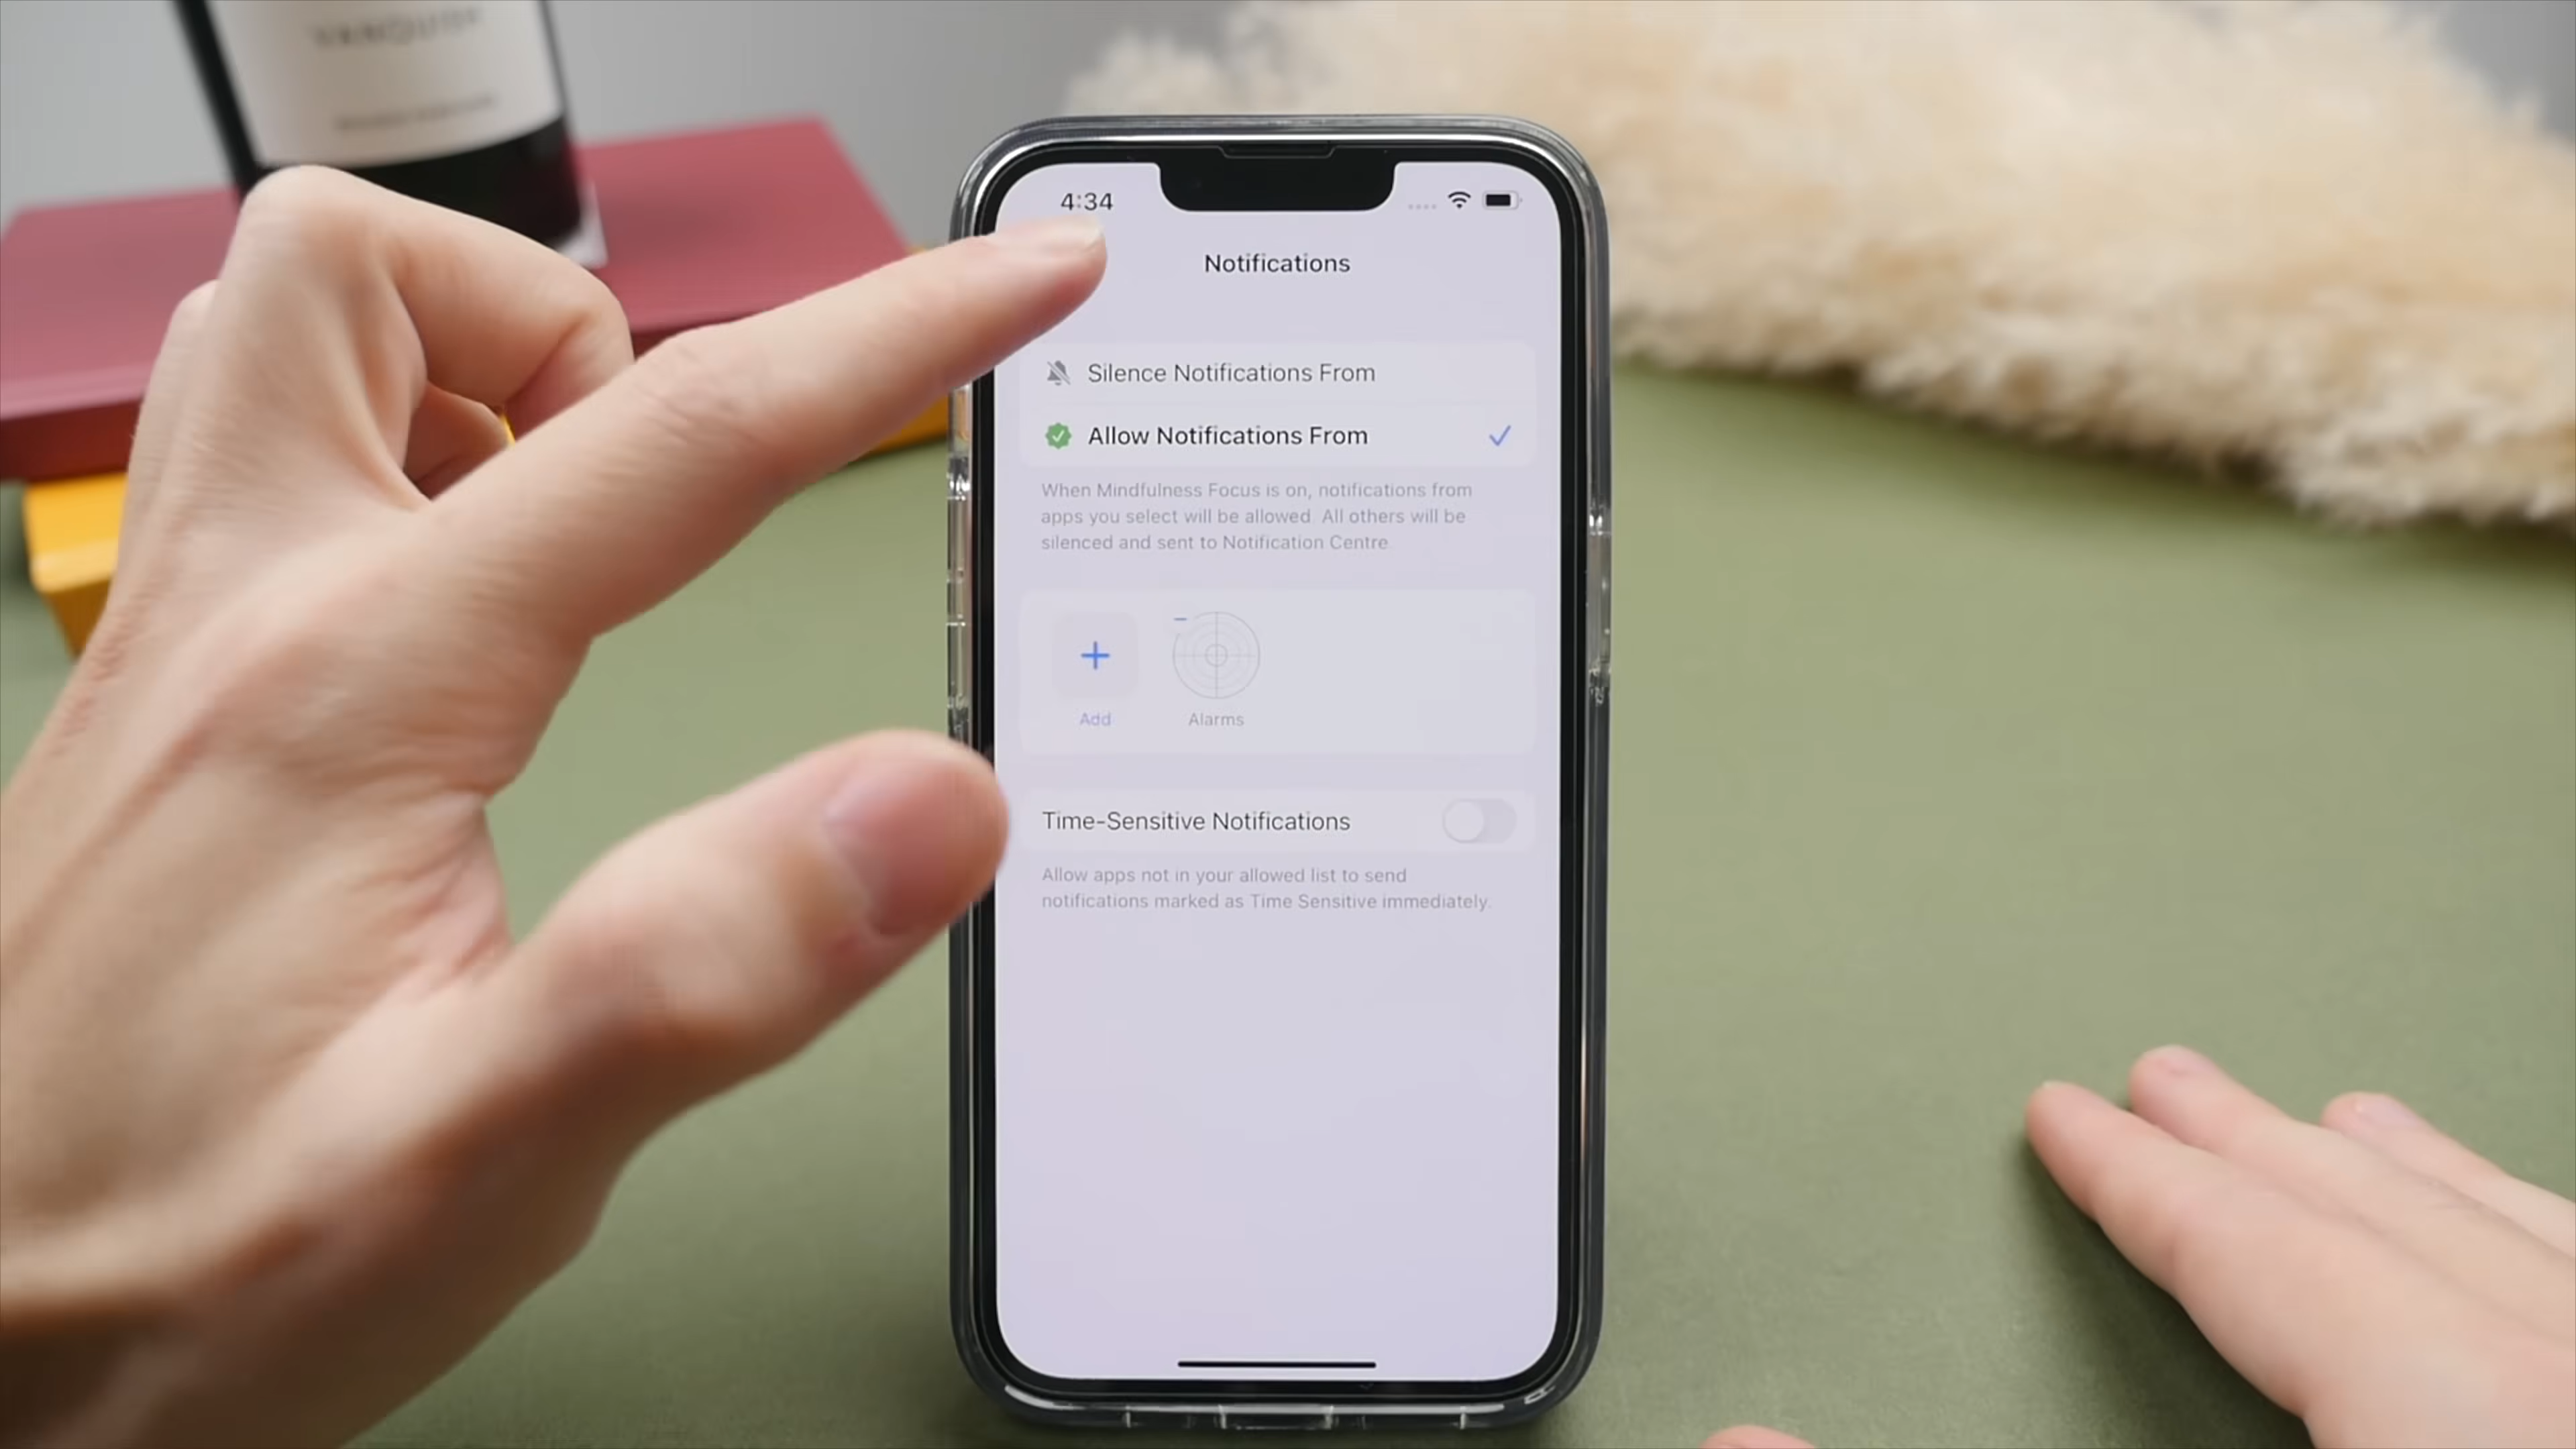 4:34
Notifications
Silence Notifications From
Allow Notifications From
When Mindfulness Focus is on, notifications from
apps you select will be allowed. All others will be
silenced and sent to Notification Centre.
Add
Alarms
Time-Sensitive Notifications
Allow apps not in your allowed list to send
notifications marked as Time Sensitive immediately.